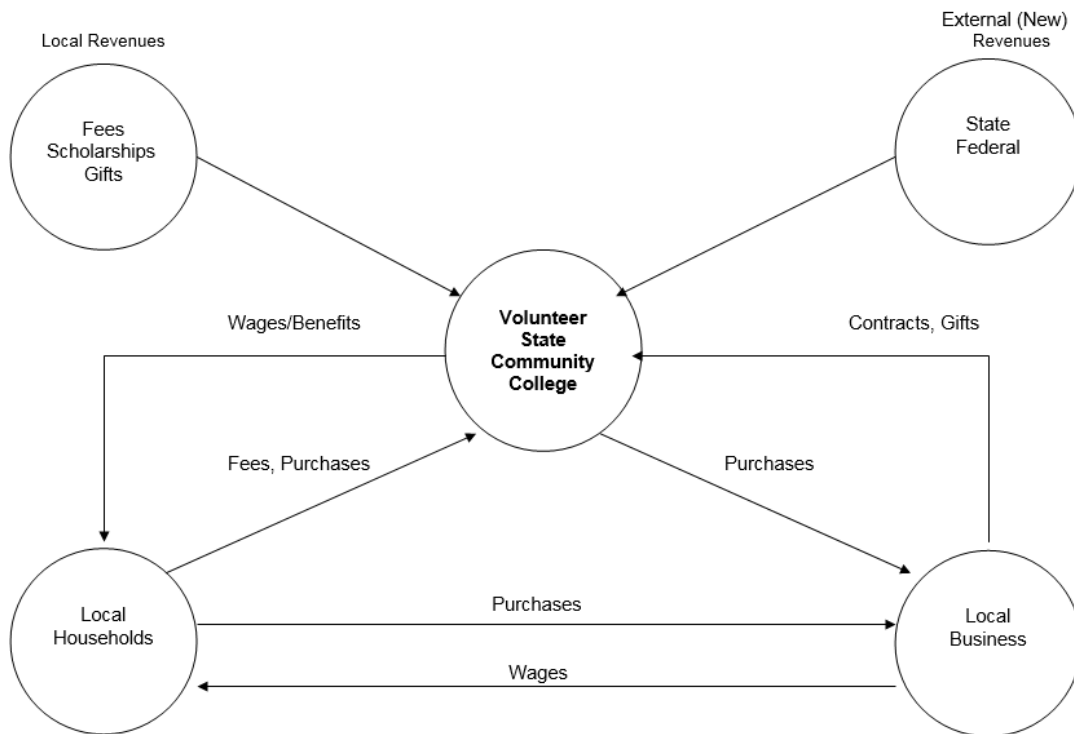 External (New)
Local Revenues
Revenues
Fees
Scholarships
Gifts
State
Federal
Volunteer
State
Community
College
Wages/Benefits
Contracts, Gifts
Fees, Purchases
Purchases
Local
Households
Purchases
Local
Business
Wages